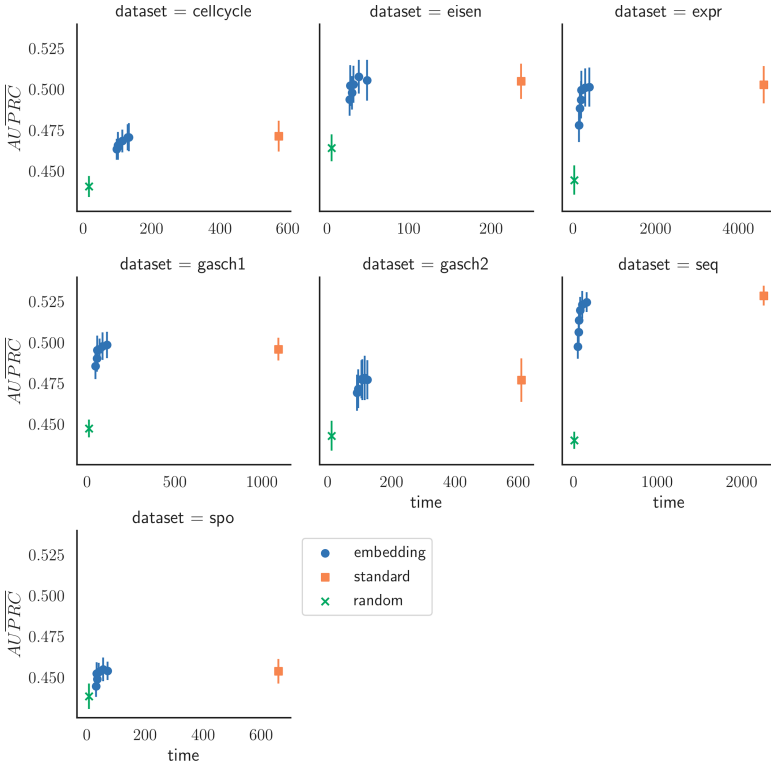 dataset = cellcycle
dataset = eisen
dataset = expr
0.525
0.500
0.475
0.450
AUPRC
0 200 400 600
0 100 200
0 2000 4000
dataset = gasch1
dataset = gasch2
dataset = seq
0.525
0.500
0.475
0.450
AUPRC
0 500 1000
0 200 400 600
0 1000 2000
time
time
dataset = spo
0.525
0.500
0.475
0.450
AUPRC
0 200 400 600
time
embedding
standard
random